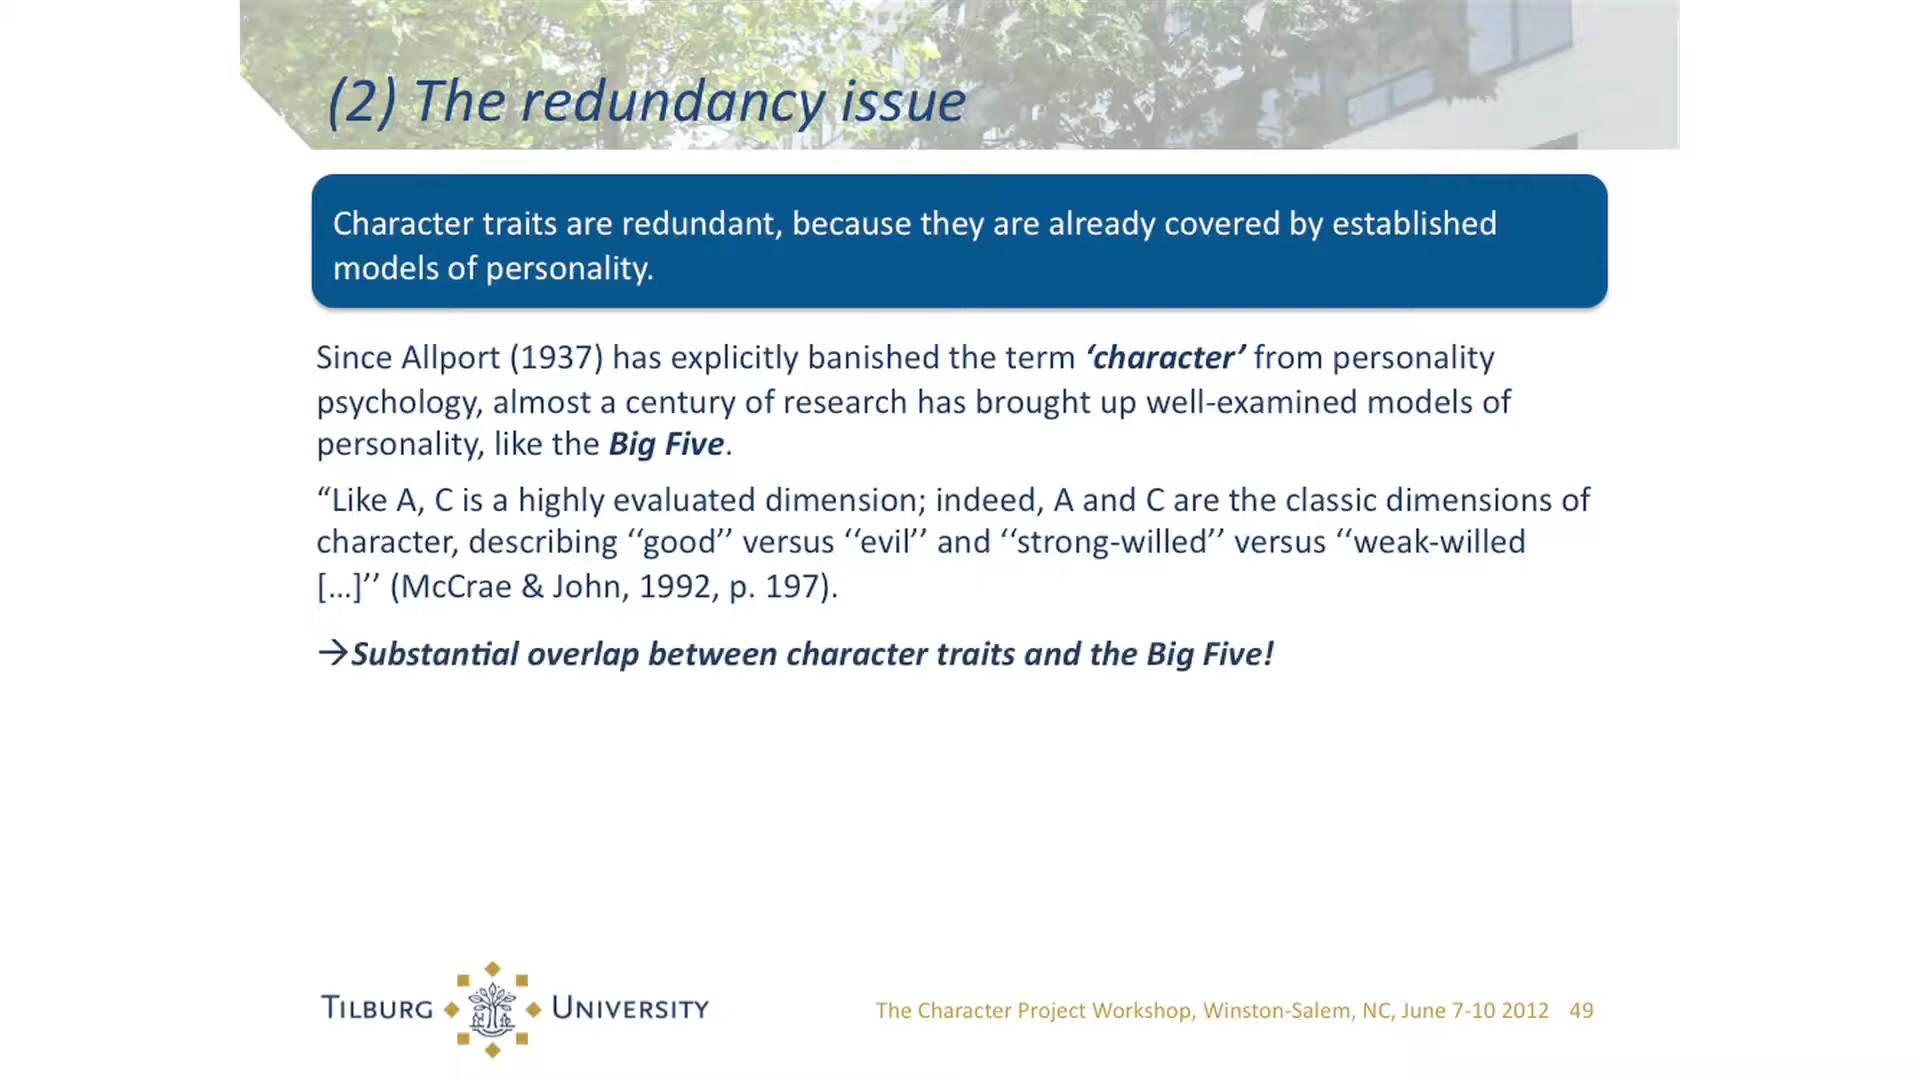 (2) The redundancy issue
Character traits are redundant, because they are already covered by established
models of personality.
Since Allport (1937) has explicitly banished the term ‘character’ from personality
psychology, almost a century of research has brought up well-examined models of
personality, like the Big Five.
“Like A, C is a highly evaluated dimension; indeed, A and C are the classic dimensions of
character, describing ‘‘good’’ versus ‘‘evil’’ and ‘‘strong-willed’’ versus ‘‘weak-willed
[…]’’ (McCrae & John, 1992, p. 197).
→Substantial overlap between character traits and the Big Five!
TILBURG UNIVERSITY
The Character Project Workshop, Winston-Salem, NC, June 7-10 2012 49